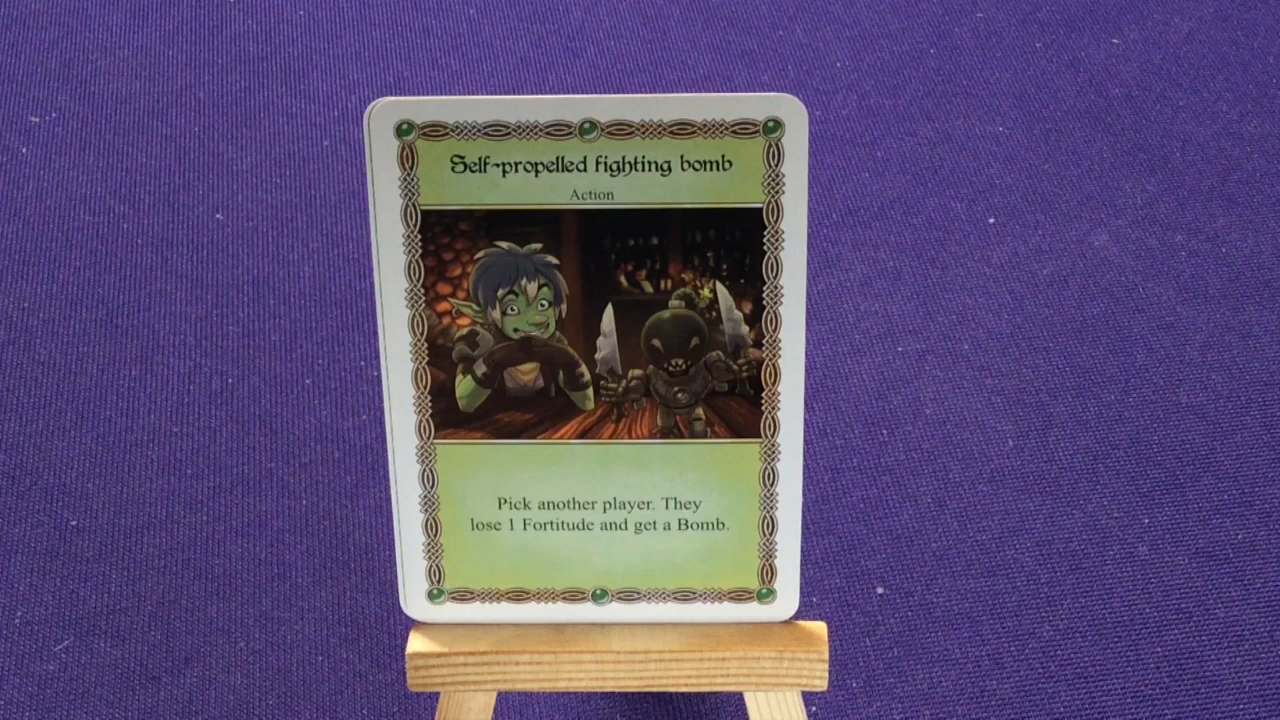 Self-propelled fighting bomb
Action
Pick another player. They
lose 1 Fortitude and get a Bomb.